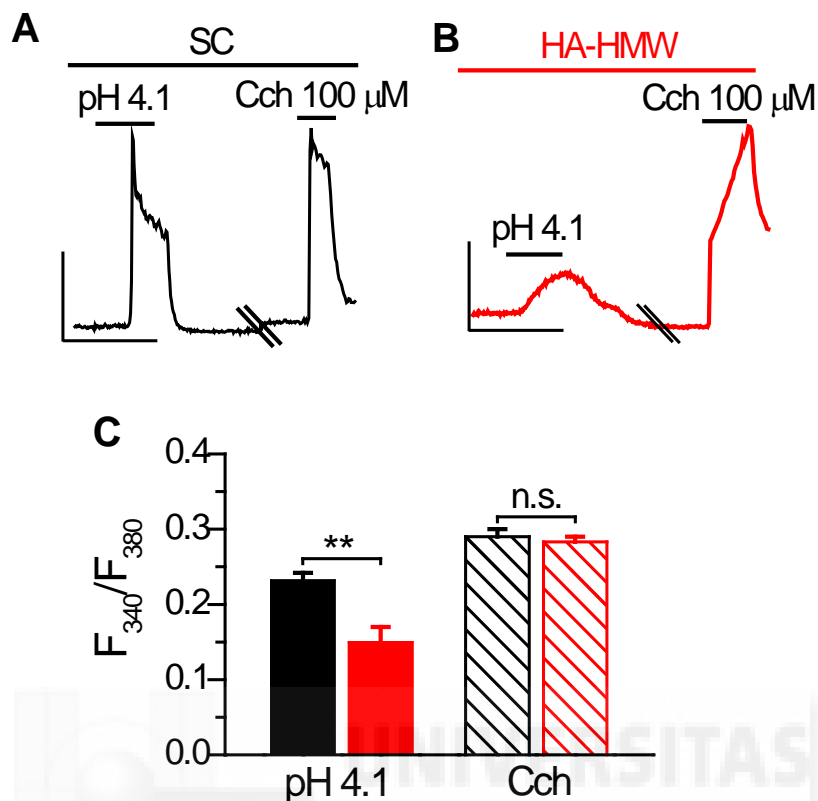 A
SC
pH 4.1
Cch 100 μM
B
HA-HMW
Cch 100 μM
pH 4.1
C
F340/F380
0.4
0.3
0.2
0.1
0.0
**
n.s.
pH 4.1
Cch
UNIVERSITAS